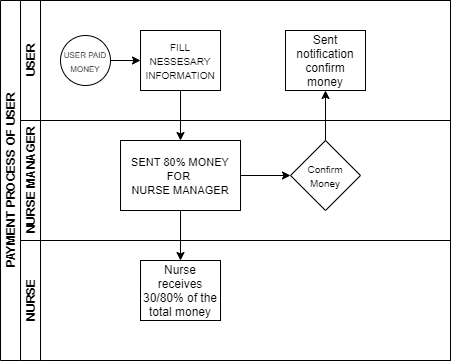 PAYMENT PROCESS OF USER
USER
USER PAID
MONEY
FILL
NESSESARY
INFORMATION
Sent
notification
confirm
money
NURSE MANAGER
SENT 80% MONEY
FOR
NURSE MANAGER
Confirm
Money
NURSE
Nurse
receives
30/80% of the
total money